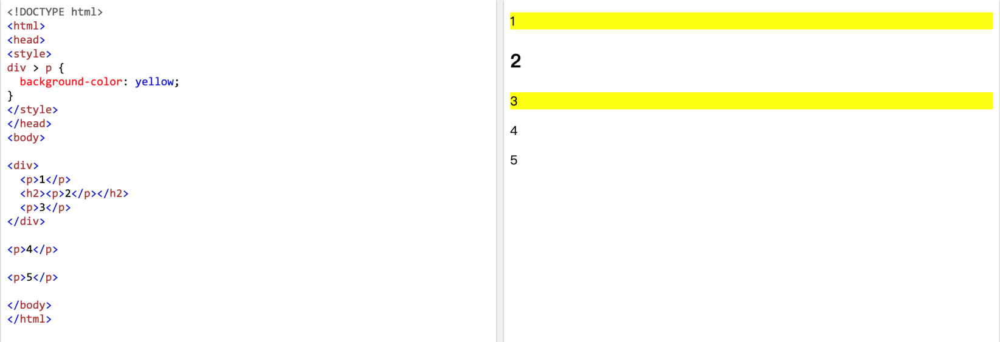 <!DOCTYPE html>
<html>
<head>
<style>
div > p {
  background-color: yellow;
}
</style>
</head>
<body>

<div>
  <p>1</p>
  <h2><p>2</p></h2>
  <p>3</p>
</div>

<p>4</p>

<p>5</p>

</body>
</html>
1
2
3
4
5